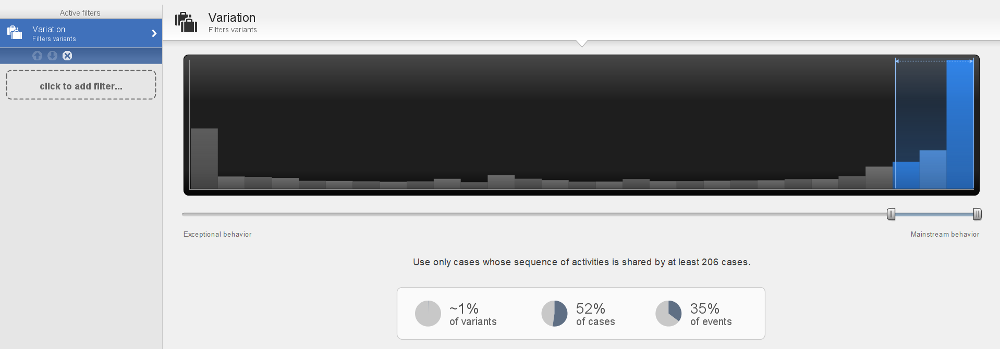 Active filters
Variation
Filters variants
click to add filter...
Variation
Filters variants
Exceptional behavior
Mainstream behavior
Use only cases whose sequence of activities is shared by at least 206 cases.
~1%
of variants
52%
of cases
35%
of events